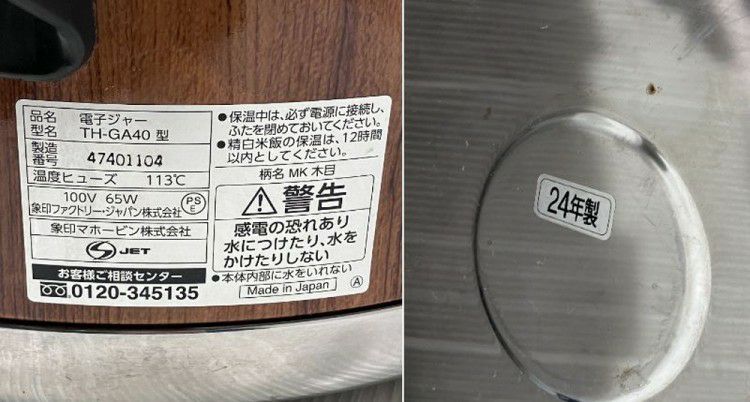 品名 電子ジャー
型名 TH-GA40 型
製造
番号 47401104
温度ヒューズ 113℃
100V 65W
象印ファクトリー・ジャパン株式会社
PS
E
象印マホービン株式会社
S JET
お客様ご相談センター
0120-345135
●保温中は、必ず電源に接続し、
ふたを閉めておいてください。
●精白米飯の保温は、12時間
以内としてください。
柄名 MK 木目
警告
感電の恐れあり
水につけたり、水を
かけたりしない
●本体内部に水をいれない
Made in Japan
A
24年製